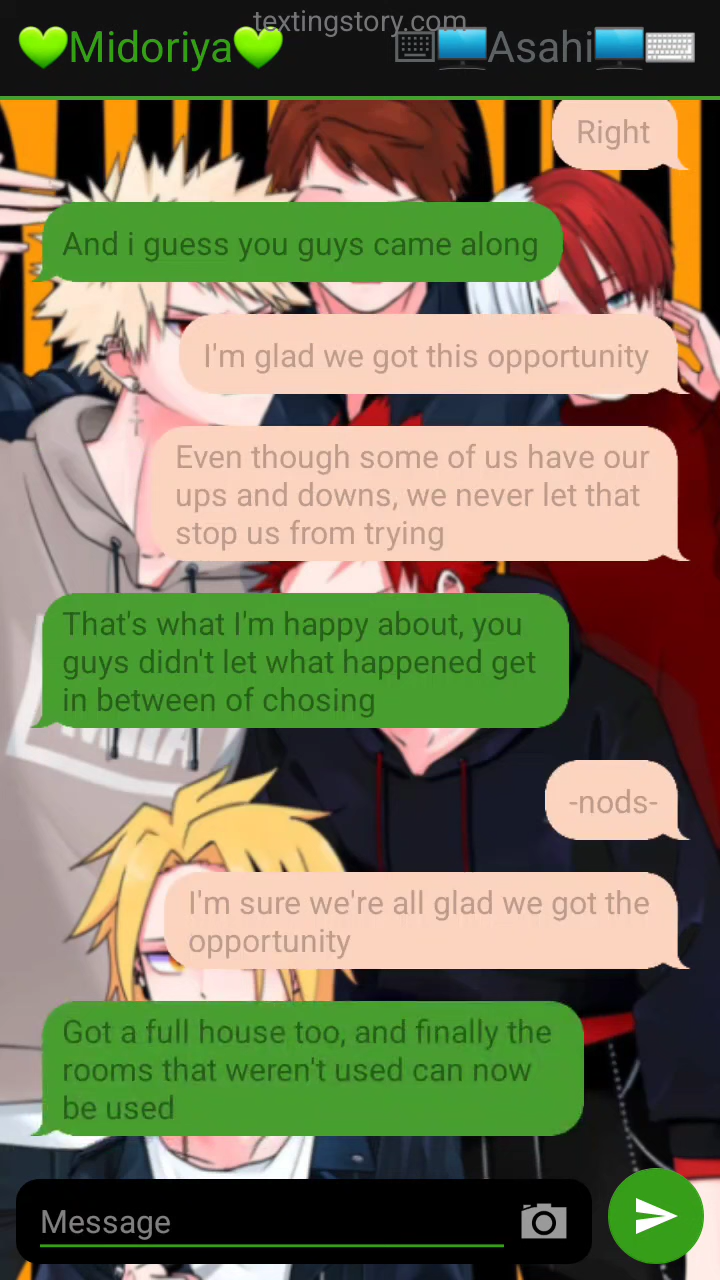 textingstory.com
💚Midoriya💚
⌨🖥Asahi🖥⌨
Right
And i guess you guys came along
I'm glad we got this opportunity
Even though some of us have our
ups and downs, we never let that
stop us from trying
That's what I'm happy about, you
guys didn't let what happened get
in between of chosing
-nods-
I'm sure we're all glad we got the
opportunity
Got a full house too, and finally the
rooms that weren't used can now
be used
Message